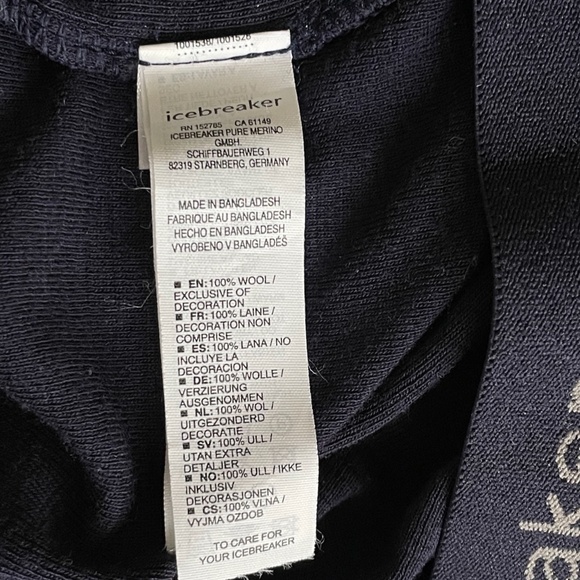 1001538/1001528
icebreaker
RN 152785 CA 61149
ICEBREAKER PURE MERINO
GMBH
SCHIFFBAUERWEG 1
82319 STARNBERG, GERMANY
MADE IN BANGLADESH
FABRIQUE AU BANGLADESH
HECHO EN BANGLADESH
VYROBENO V BANGLADÉŠ
EN: 100% WOOL /
EXCLUSIVE OF
DECORATION
FR: 100% LAINE /
DECORATION NON
COMPRISE
ES: 100% LANA / NO
INCLUYE LA
DECORACION
DE: 100% WOLLE /
VERZIERUNG
AUSGENOMMEN
NL: 100% WOL /
UITGEZONDERD
DECORATIE
SV: 100% ULL /
UTAN EXTRA
DETALJER
NO: 100% ULL / IKKE
INKLUSIV
DEKORASJONEN
CS: 100% VLNA /
VYJMA OZDOB
TO CARE FOR
YOUR ICEBREAKER
ake